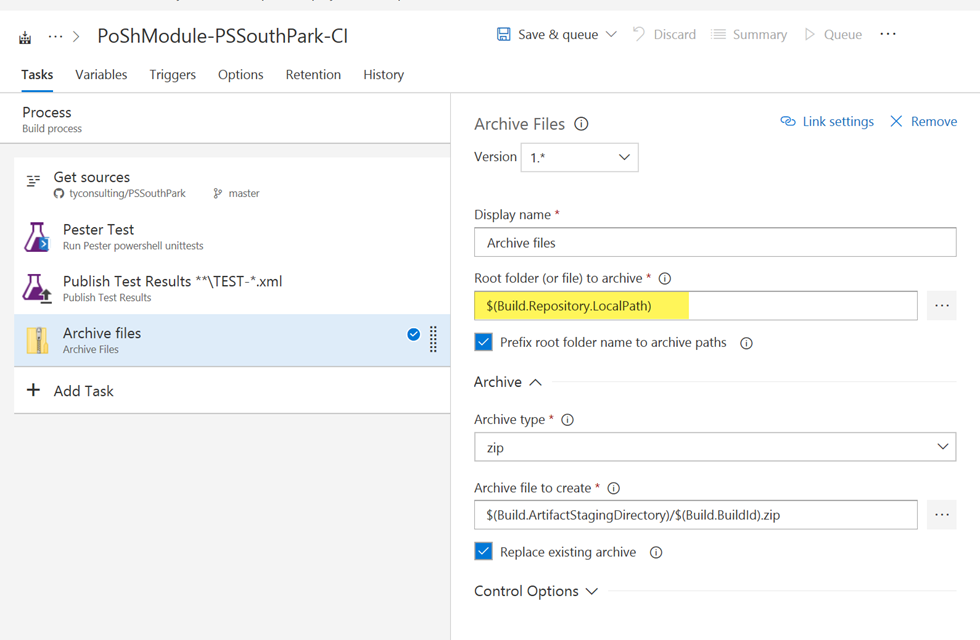 PoShModule-PSSouthPark-CI
Save & queue
Discard
Summary
Queue
Tasks
Variables
Triggers
Options
Retention
History
Process
Build process
Get sources
tyconsulting/PSSouthPark
master
Pester Test
Run Pester powershell unittests
Publish Test Results **\TEST-*.xml
Publish Test Results
Archive files
Archive Files
Add Task
Archive Files
Link settings
Remove
Version
1.*
Display name *
Archive files
Root folder (or file) to archive *
$(Build.Repository.LocalPath)
Prefix root folder name to archive paths
Archive
Archive type *
zip
Archive file to create *
$(Build.ArtifactStagingDirectory)/$(Build.BuildId).zip
Replace existing archive
Control Options